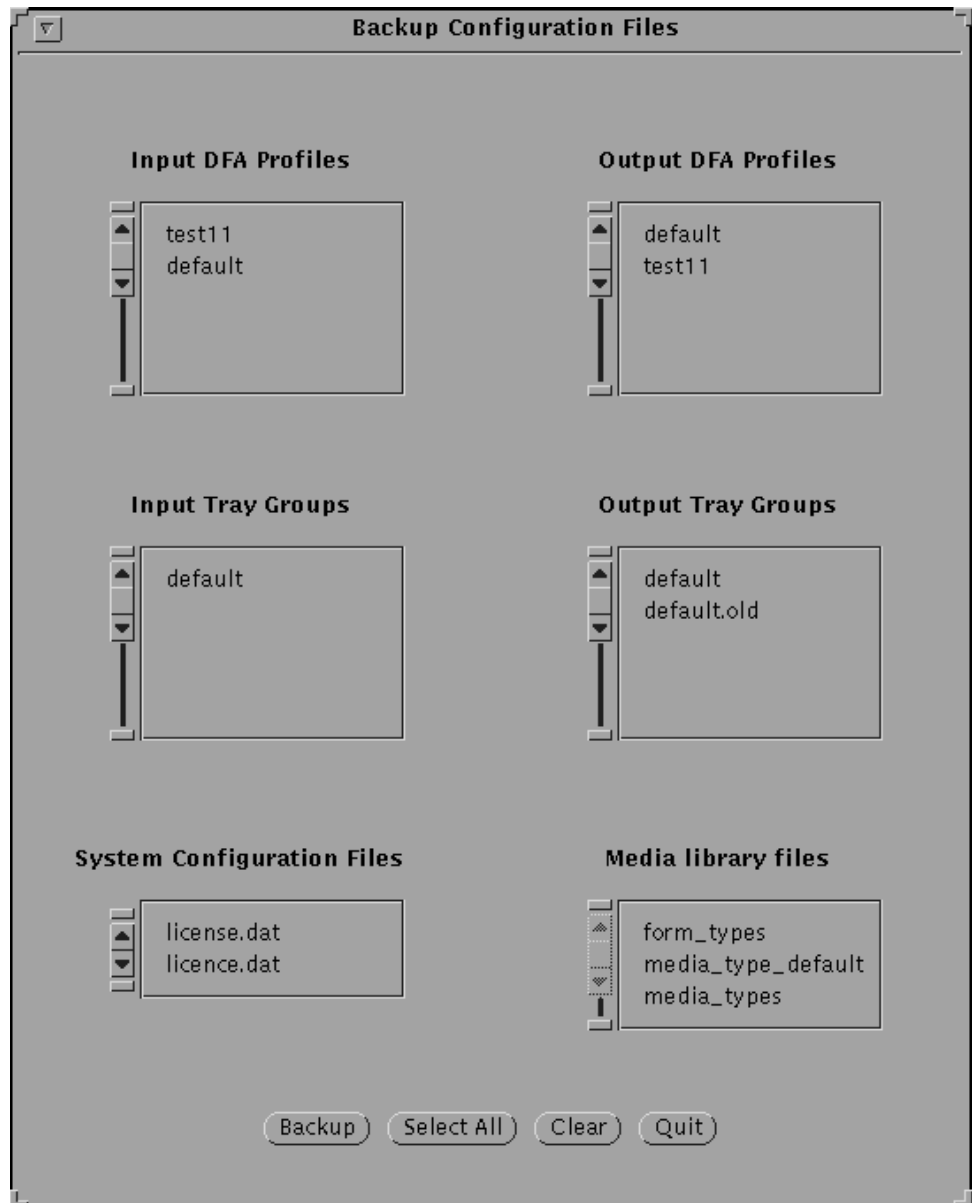 Backup Configuration Files
Input DFA Profiles
test11
default
Output DFA Profiles
default
test11
Input Tray Groups
default
Output Tray Groups
default
default.old
System Configuration Files
license.dat
licence.dat
Media library files
form_types
media_type_default
media_types
Backup Select All Clear Quit